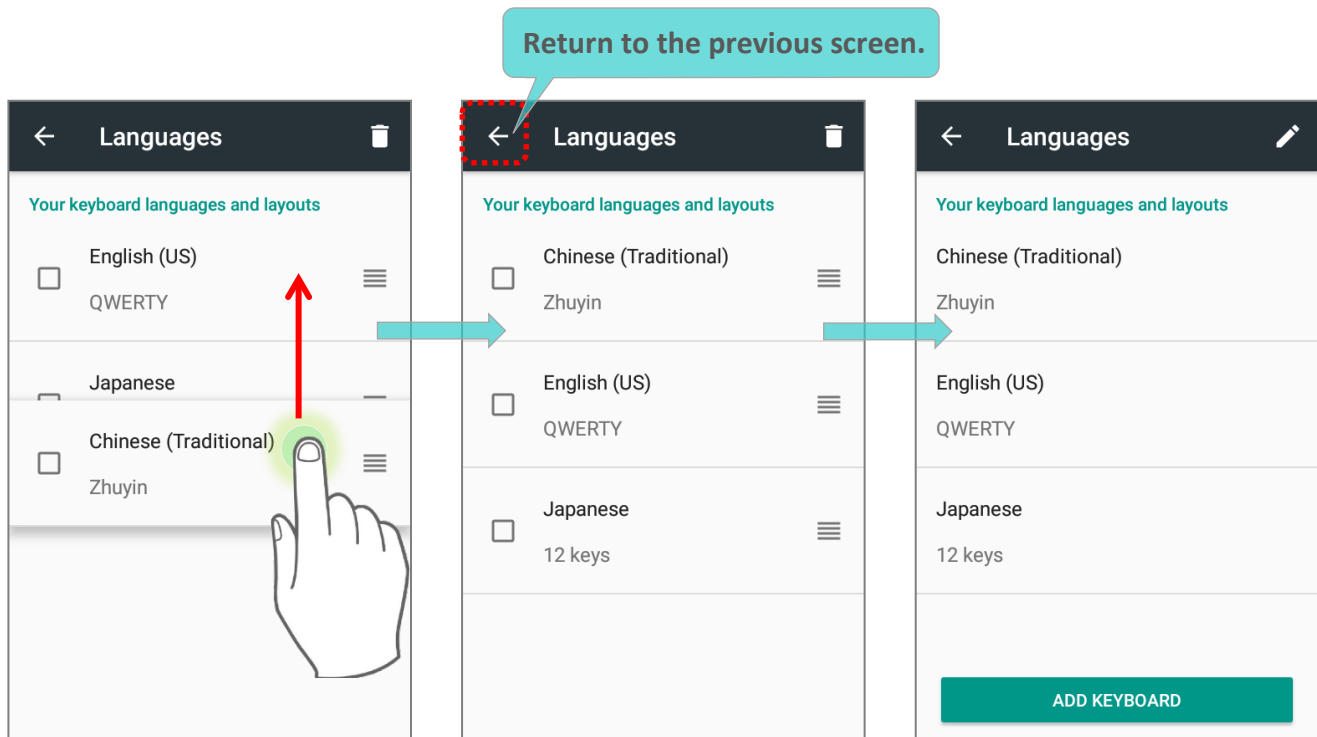 Return to the previous screen.
Languages
Your keyboard languages and layouts
English (US)
QWERTY
Japanese
Chinese (Traditional)
Zhuyin
Languages
Your keyboard languages and layouts
Chinese (Traditional)
Zhuyin
English (US)
QWERTY
Japanese
12 keys
Languages
Your keyboard languages and layouts
Chinese (Traditional)
Zhuyin
English (US)
QWERTY
Japanese
12 keys
ADD KEYBOARD